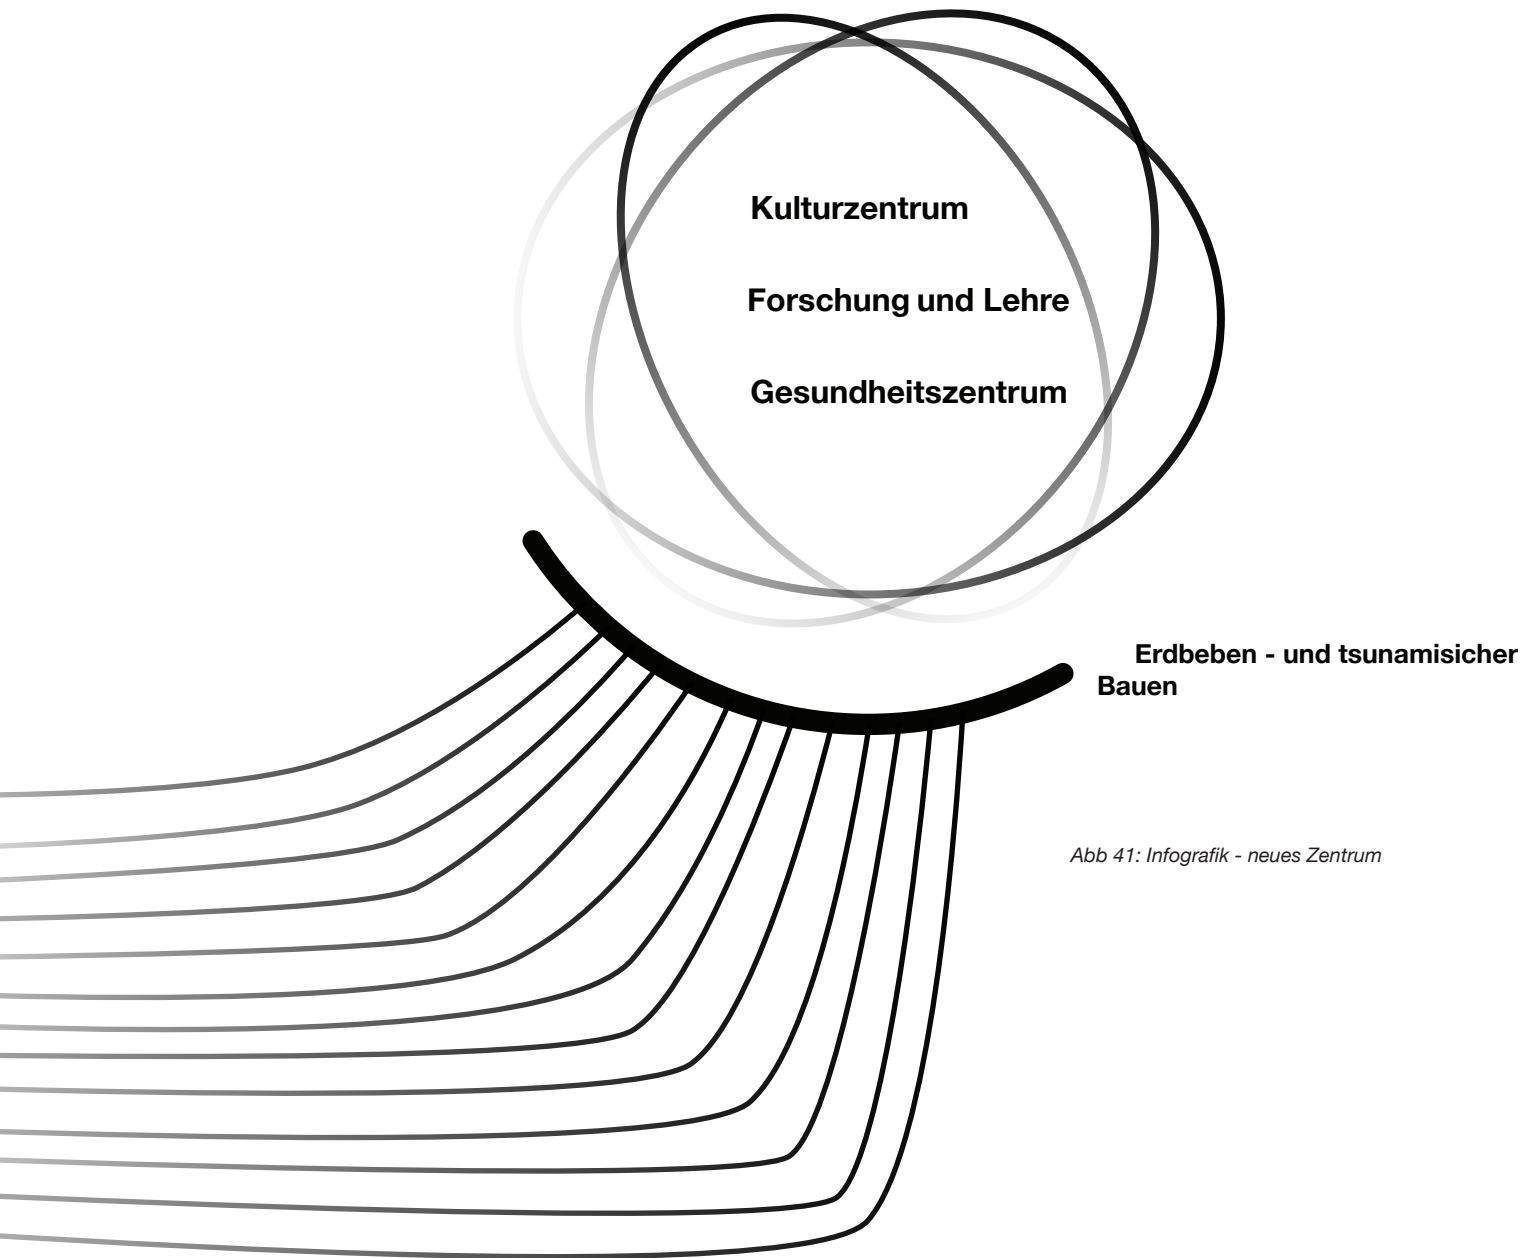 Kulturzentrum
Forschung und Lehre
Gesundheitszentrum
Erdbeben - und tsunamisicher
Bauen
Abb 41: Infografik - neues Zentrum